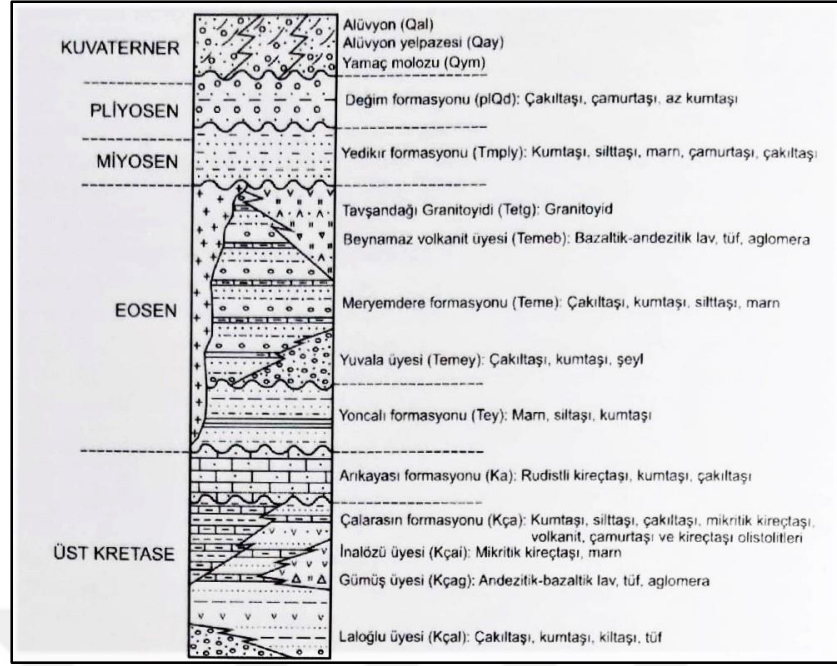 KUVATERNER
Alüvyon (Qal)
Alüvyon yelpazesi (Qay)
Yamaç molozu (Qym)
PLİYOSEN
Değim formasyonu (plQd): Çakıltaşı, çamurtaşı, az kumtaşı
MİYOSEN
Yedikır formasyonu (Tmply): Kumtaşı, silttaşı, marn, çamurtaşı, çakıltaşı
EOSEN
Tavşandağı Granitoyidi (Tetg): Granitoyid
Beynamaz volkanit üyesi (Temeb): Bazaltik-andezitik lav, tüf, aglomera
Meryemdere formasyonu (Teme): Çakıltaşı, kumtaşı, silttaşı, marn
Yuvala üyesi (Temey): Çakıltaşı, kumtaşı, şeyl
Yoncalı formasyonu (Tey): Marn, siltaşı, kumtaşı
ÜST KRETASE
Arıkayası formasyonu (Ka): Rudistli kireçtaşı, kumtaşı, çakıltaşı
Çalarasın formasyonu (Kça): Kumtaşı, silttaşı, çakıltaşı, mikritik kireçtaşı,
volkanit, çamurtaşı ve kireçtaşı olistolitleri
İnalözü üyesi (Kçai): Mikritik kireçtaşı, marn
Gümüş üyesi (Kçag): Andezitik-bazaltik lav, tüf, aglomera
Laloğlu üyesi (Kçal): Çakıltaşı, kumtaşı, kiltaşı, tüf